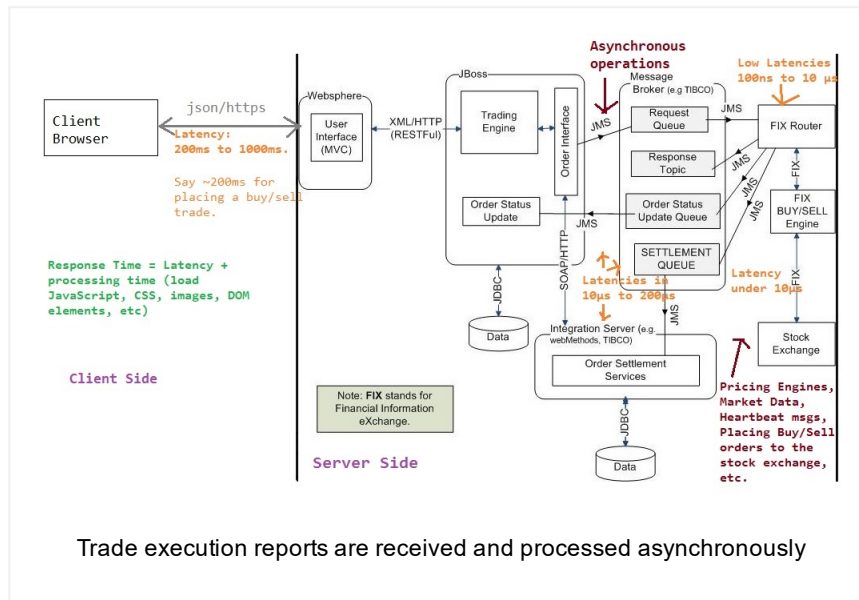 Asynchronous
operations
Low Latencies
100ns to 10 µs
JBoss
Message
Broker (e.g TIBCO)
Websphere
Client
Browser
json/https
Latency:
200ms to 1000ms.
Say ~200ms for
placing a buy/sell
trade.
User
Interface
(MVC)
XML/HTTP
(RESTFul)
Trading
Engine
Order Interface
JMS
Request
Queue
JMS
FIX Router
Response
Topic
JMS
JMS
JMS
FIX
Order Status
Update
JMS
Order Status
Update Queue
FIX
BUY/SELL
Engine
SETTLEMENT
QUEUE
Response Time = Latency +
processing time (load
JavaScript, CSS, images, DOM
elements, etc)
JDBC
SOAP/HTTP
Latencies in
10µs to 200µs
JMS
Latency
under 10µs
FIX
Data
Integration Server (e.g.
webMethods, TIBCO)
Order Settlement
Services
Stock
Exchange
Client Side
Note: FIX stands for
Financial Information
eXchange.
JDBC
Pricing Engines,
Market Data,
Heartbeat msgs,
Placing Buy/Sell
orders to the
stock exchange,
etc.
Server Side
Data
Trade execution reports are received and processed asynchronously